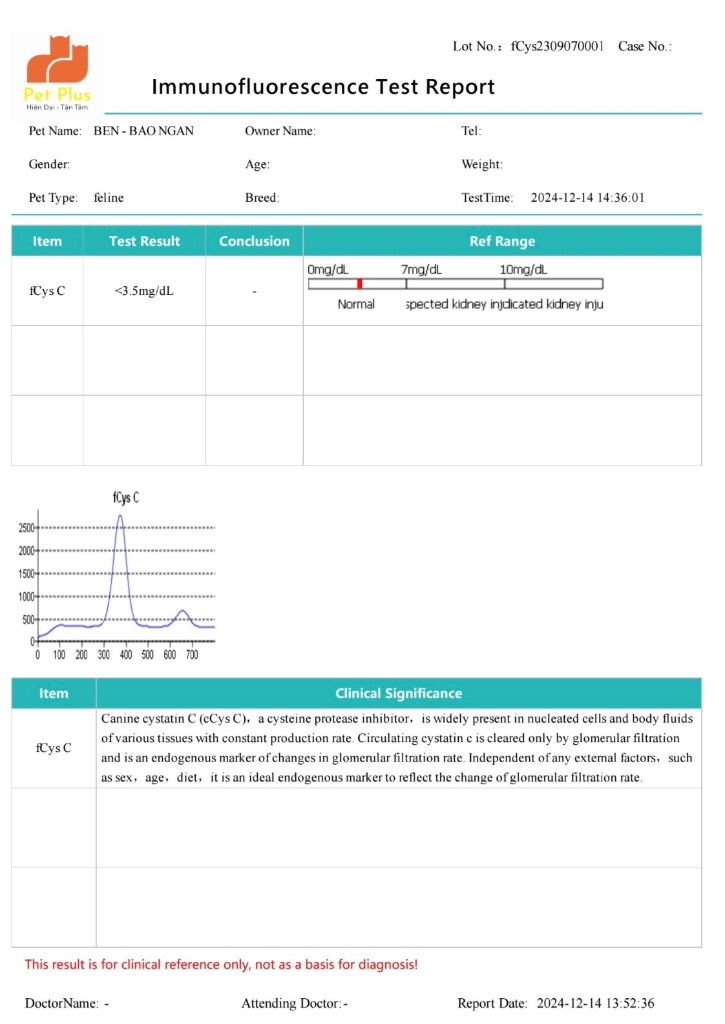 Lot No.: fCys2309070001 Case No.:
Pet Plus
Hiện Đại - Tận Tâm
Immunofluorescence Test Report
Pet Name: BEN - BAO NGAN Owner Name: Tel:
Gender: Age: Weight:
Pet Type: feline Breed: TestTime: 2024-12-14 14:36:01
Item Test Result Conclusion Ref Range
0mg/dL 7mg/dL 10mg/dL
fCys C <3.5mg/dL -
Normal spected kidney injdicated kidney inju
fCys C
2500
2000
1500
1000
500
0
0 100 200 300 400 500 600 700
Item Clinical Significance
fCys C
Canine cystatin C (cCys C), a cysteine protease inhibitor, is widely present in nucleated cells and body fluids
of various tissues with constant production rate. Circulating cystatin c is cleared only by glomerular filtration
and is an endogenous marker of changes in glomerular filtration rate. Independent of any external factors, such
as sex, age, diet, it is an ideal endogenous marker to reflect the change of glomerular filtration rate.
This result is for clinical reference only, not as a basis for diagnosis!
DoctorName: - Attending Doctor:- Report Date: 2024-12-14 13:52:36